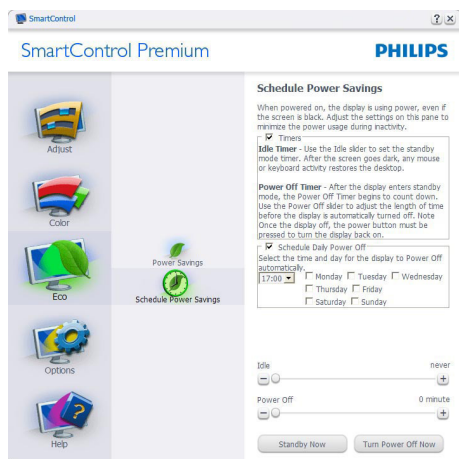 SmartControl
SmartControl Premium
PHILIPS
Adjust
Color
Eco
Options
Help
Power Savings
Schedule Power Savings
Schedule Power Savings
When powered on, the display is using power, even if
the screen is black. Adjust the settings on this pane to
minimize the power usage during inactivity.
Timers
Idle Timer - Use the Idle slider to set the standby
mode timer. After the screen goes dark, any mouse
or keyboard activity restores the desktop.
Power Off Timer - After the display enters standby
mode, the Power Off Timer begins to count down.
Use the Power Off slider to adjust the length of time
before the display is automatically turned off. Note
Once the display off, the power button must be
pressed to turn the display back on.
Schedule Daily Power Off
Select the time and day for the display to Power Off
automatically.
17:00 Monday Tuesday Wednesday
Thursday Friday
Saturday Sunday
Idle never
Power Off 0 minute
Standby Now Turn Power Off Now